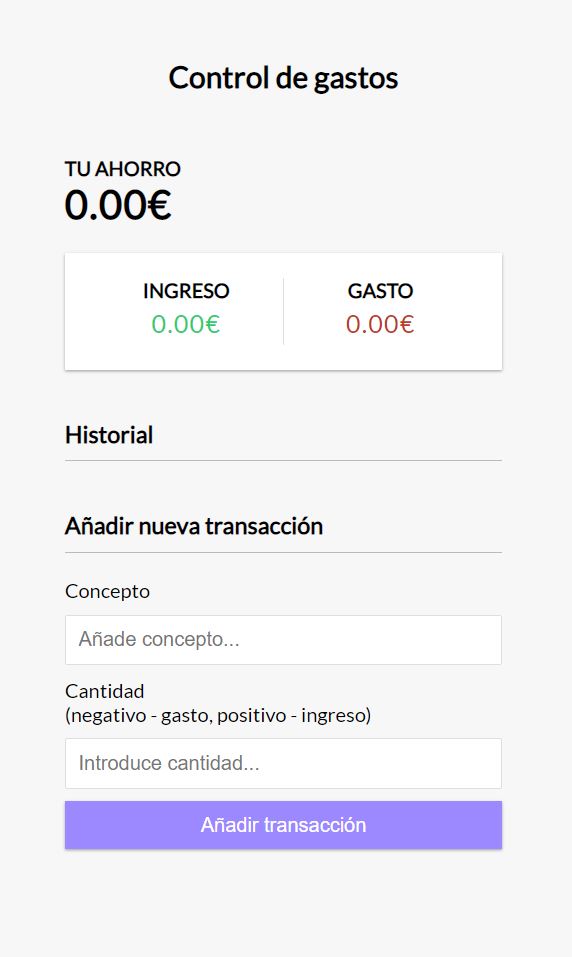 Control de gastos
TU AHORRO
0.00€
INGRESO
0.00€
GASTO
0.00€
Historial
Añadir nueva transacción
Concepto
Añade concepto...
Cantidad
(negativo - gasto, positivo - ingreso)
Introduce cantidad...
Añadir transacción